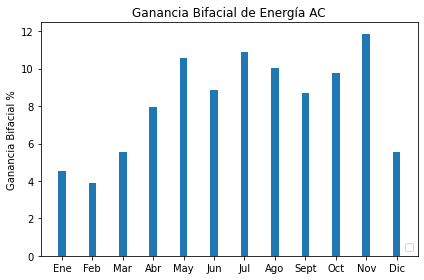 Ganancia Bifacial de Energía AC
Ganancia Bifacial %
12
10
8
6
4
2
0
Ene Feb Mar Abr May Jun Jul Ago Sept Oct Nov Dic